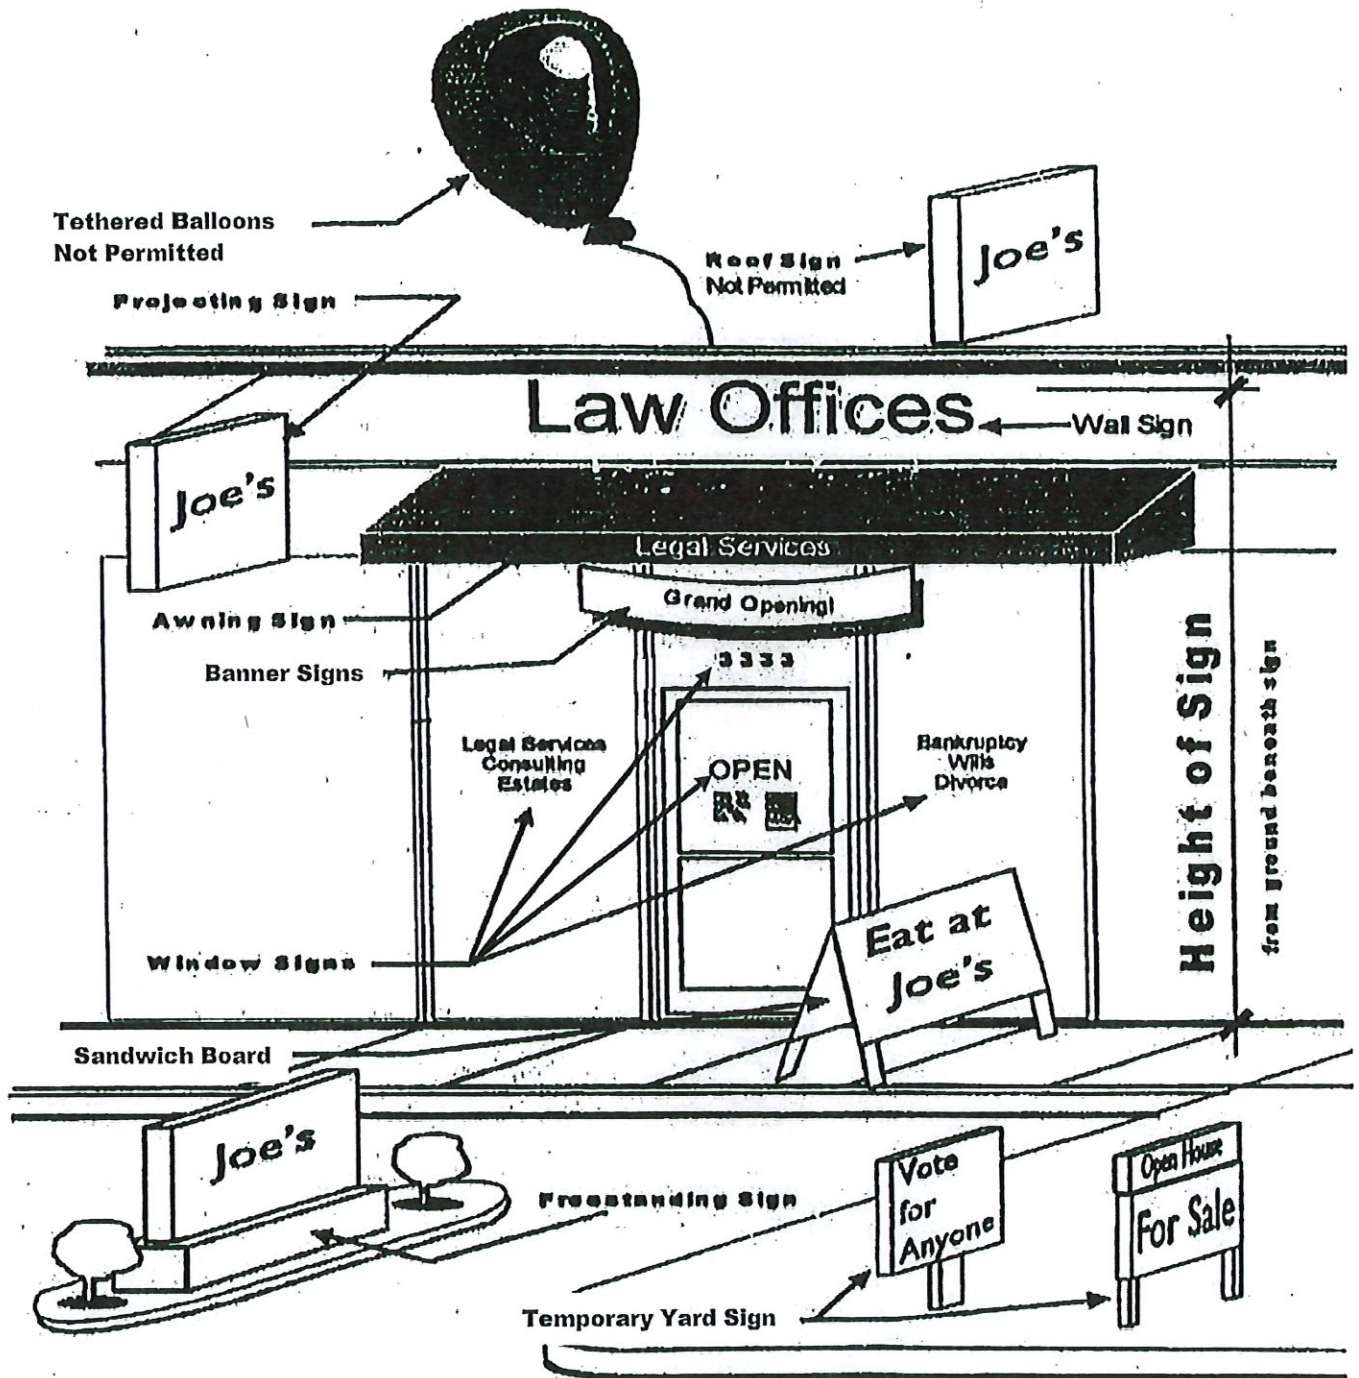 Tethered Balloons
Not Permitted
Roof Sign
Not Permitted
Joe's
Projecting Sign
Law Offices
Wall Sign
Joe's
Legal Services
Grand Opening!
Awning Sign
Banner Signs
3333
Legal Services
Consulting
Estates
OPEN
Bankruptcy
Wills
Divorce
Height of Sign
from ground beneath sign
Eat at
Joe's
Window Signs
Sandwich Board
Joe's
Freestanding Sign
Vote
for
Anyone
Open House
For Sale
Temporary Yard Sign